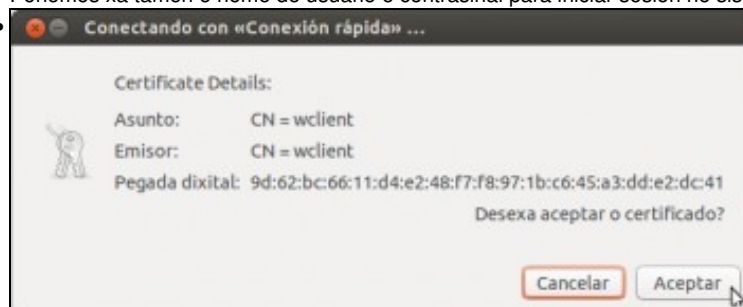 Conectando con «Conexión rápida» ...
Certificate Details:
Asunto: CN = wclient
Emisor: CN = wclient
Pegada dixital: 9d:62:bc:66:11:d4:e2:48:f7:f8:97:1b:c6:45:a3:dd:e2:dc:41
Desexa aceptar o certificado?
Cancelar Aceptar